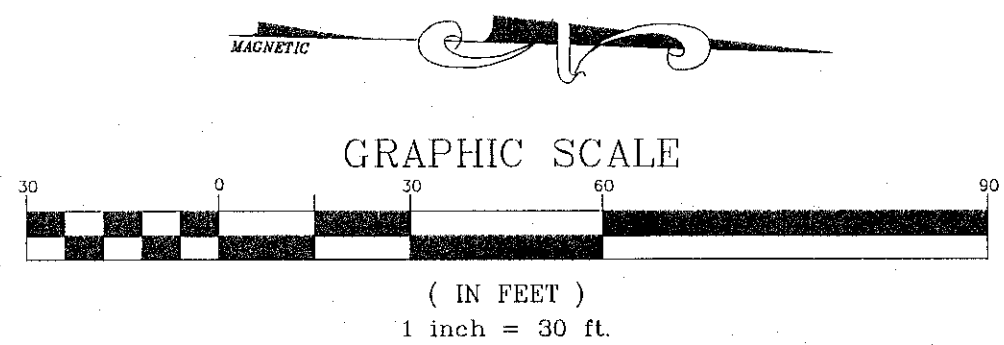 MAGNETIC
GRAPHIC SCALE
30 0 30 60 90
( IN FEET )
1 inch = 30 ft.